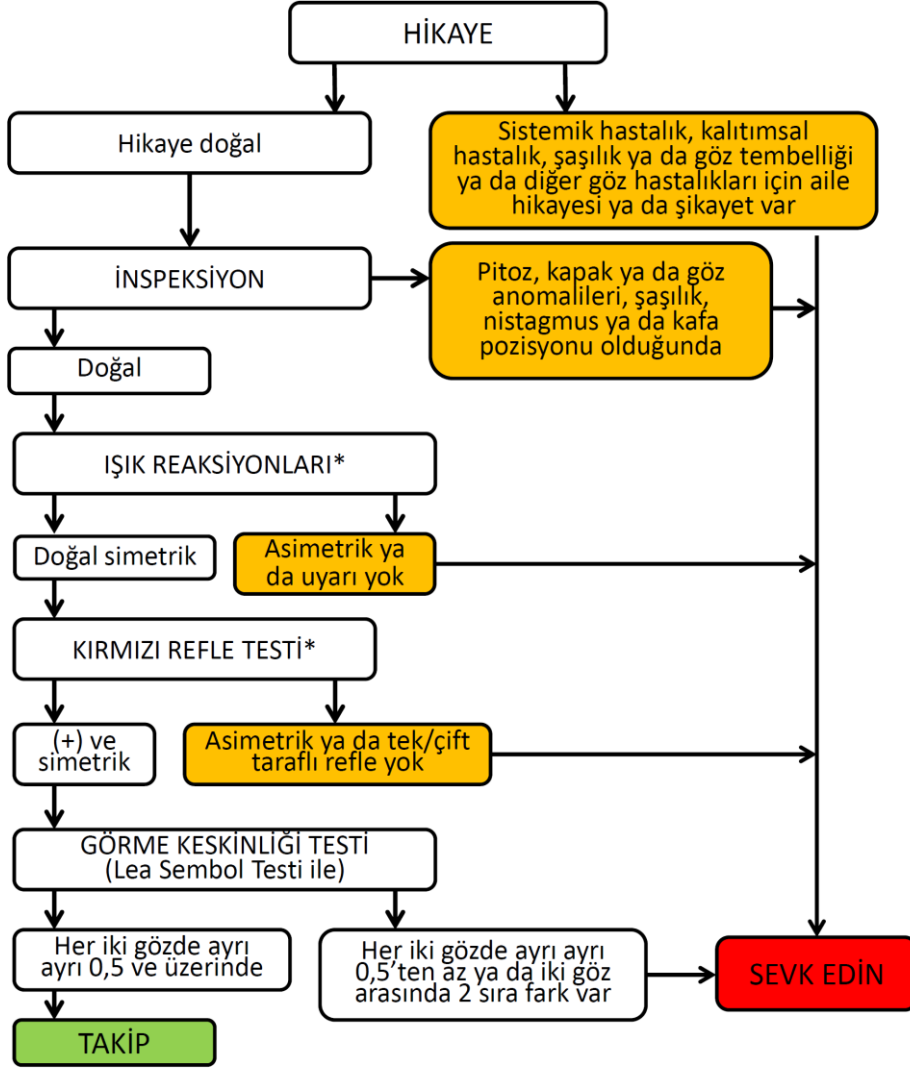 HİKAYE
Hikaye doğal
Sistemik hastalık, kalıtımsal
hastalık, şaşılık ya da göz tembelliği
ya da diğer göz hastalıkları için aile
hikayesi ya da şikayet var
İNSPEKSİYON
Pitoz, kapak ya da göz
anomalileri, şaşılık,
nistagmus ya da kafa
pozisyonu olduğunda
Doğal
IŞIK REAKSİYONLARI*
Doğal simetrik
Asimetrik ya
da uyarı yok
KIRMIZI REFLE TESTİ*
(+) ve
simetrik
Asimetrik ya da tek/çift
taraflı refle yok
GÖRME KESKİNLİĞİ TESTİ
(Lea Sembol Testi ile)
Her iki gözde ayrı
ayrı 0,5 ve üzerinde
Her iki gözde ayrı ayrı
0,5’ten az ya da iki göz
arasında 2 sıra fark var
SEVK EDİN
TAKİP